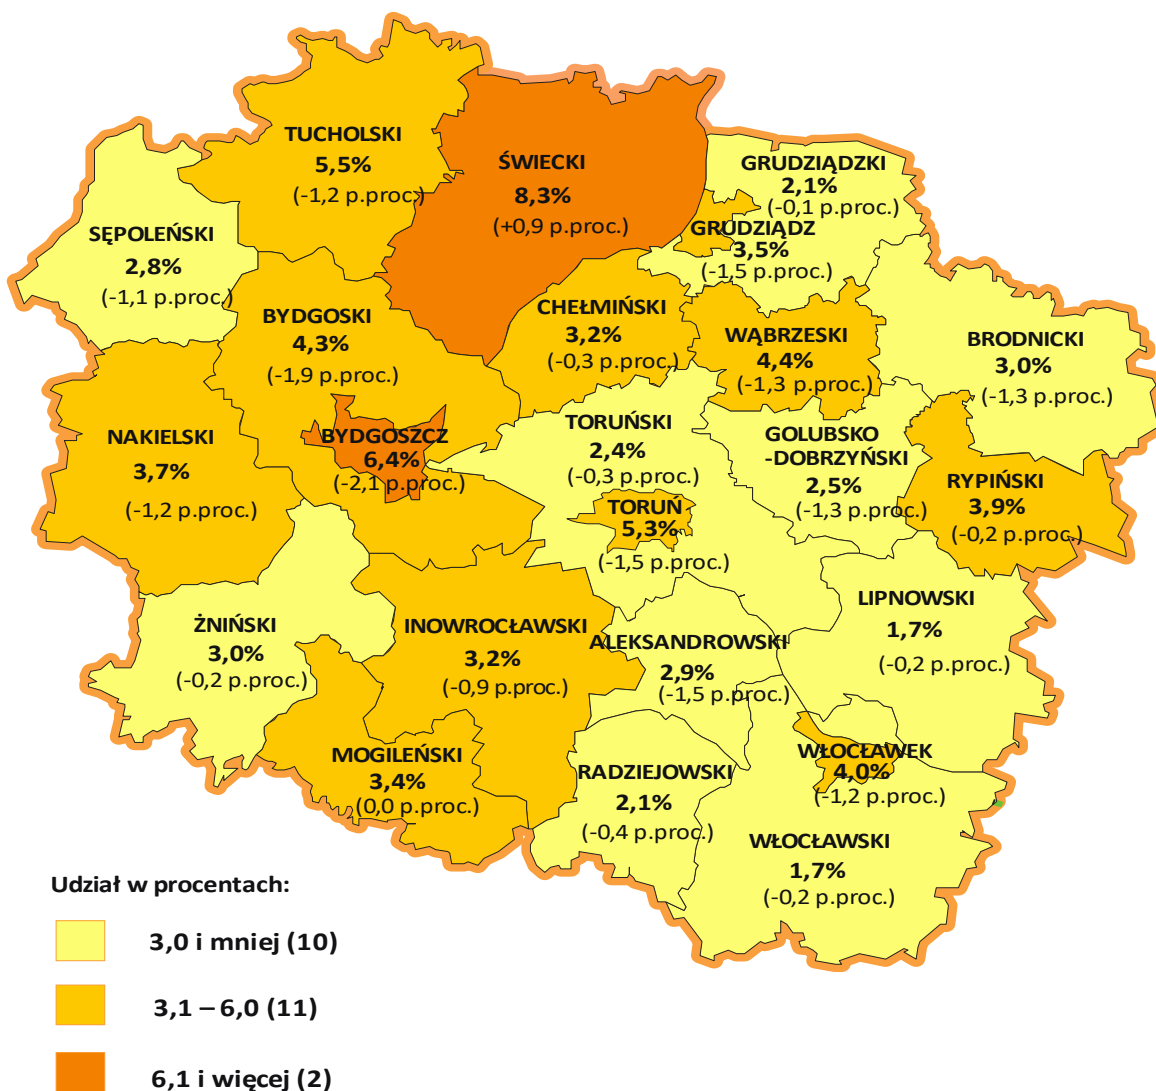 TUCHOLSKI
5,5%
(-1,2 p.proc.)
ŚWIECKI
8,3%
(+0,9 p.proc.)
GRUDZIĄDZKI
2,1%
(-0,1 p.proc.)
GRUDZIĄDZ
3,5%
(-1,5 p.proc.)
SĘPOLEŃSKI
2,8%
(-1,1 p.proc.)
BYDGOSKI
4,3%
(-1,9 p.proc.)
CHEŁMIŃSKI
3,2%
(-0,3 p.proc.)
WĄBRZESKI
4,4%
(-1,3 p.proc.)
BRODNICKI
3,0%
(-1,3 p.proc.)
NAKIELSKI
3,7%
(-1,2 p.proc.)
BYDGOSZCZ
6,4%
(-2,1 p.proc.)
TORUŃSKI
2,4%
(-0,3 p.proc.)
GOLUBSKO
-DOBRZYŃSKI
2,5%
(-1,3 p.proc.)
RYPIŃSKI
3,9%
(-0,2 p.proc.)
TORUŃ
5,3%
(-1,5 p.proc.)
ŻNIŃSKI
3,0%
(-0,2 p.proc.)
INOWROCŁAWSKI
3,2%
(-0,9 p.proc.)
ALEKSANDROWSKI
2,9%
(-1,5 p.proc.)
LIPNOWSKI
1,7%
(-0,2 p.proc.)
MOGILEŃSKI
3,4%
(0,0 p.proc.)
RADZIEJOWSKI
2,1%
(-0,4 p.proc.)
WŁOCŁAWEK
4,0%
(-1,2 p.proc.)
WŁOCŁAWSKI
1,7%
(-0,2 p.proc.)
Udział w procentach:
3,0 i mniej (10)
3,1 – 6,0 (11)
6,1 i więcej (2)